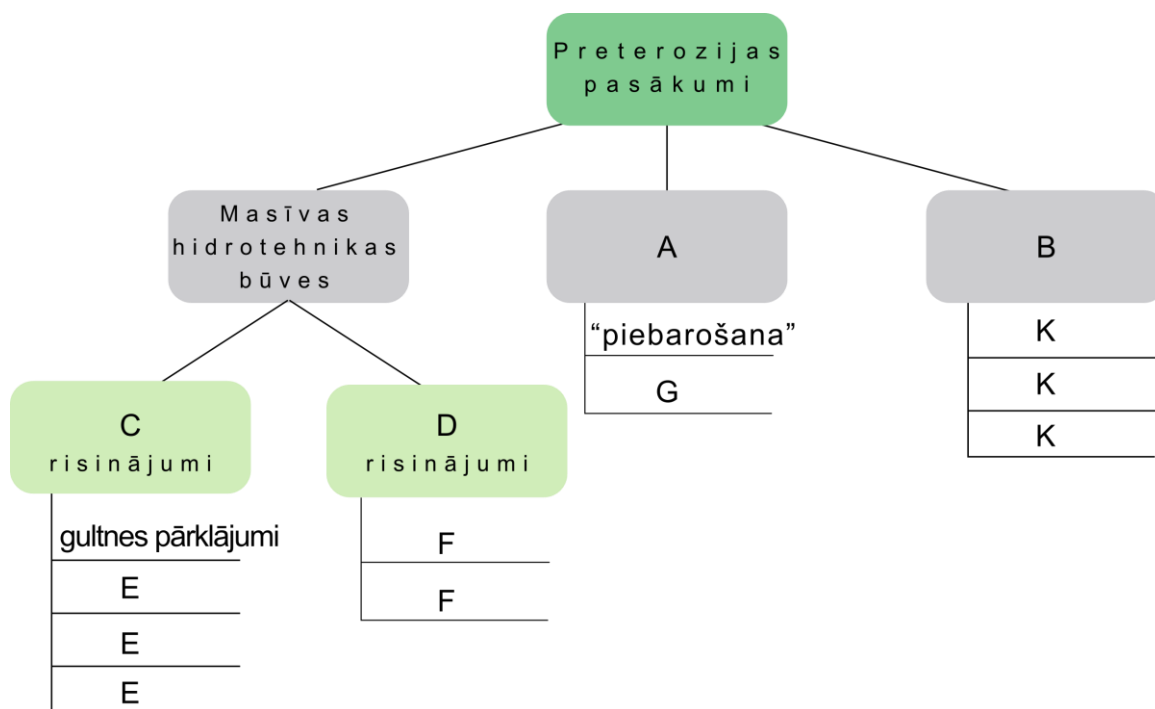 Preterozijas
pasākumi
Masīvas
hidrotehnikas
būves
A
B
"piebarošana"
G
K
K
K
C
risinājumi
D
risinājumi
gultnes pārklājumi
E
E
E
F
F